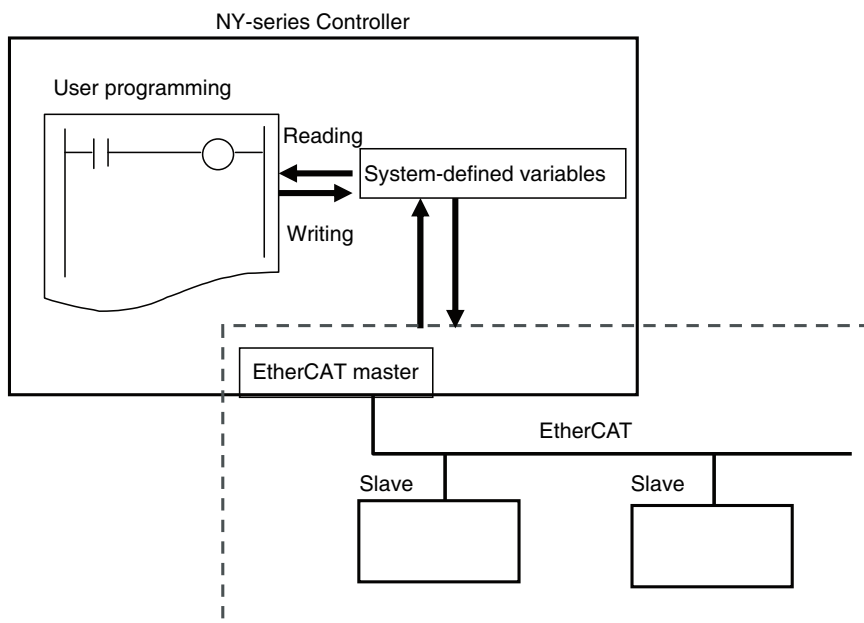 NY-series Controller
User programming
Reading
System-defined variables
Writing
EtherCAT master
EtherCAT
Slave
Slave